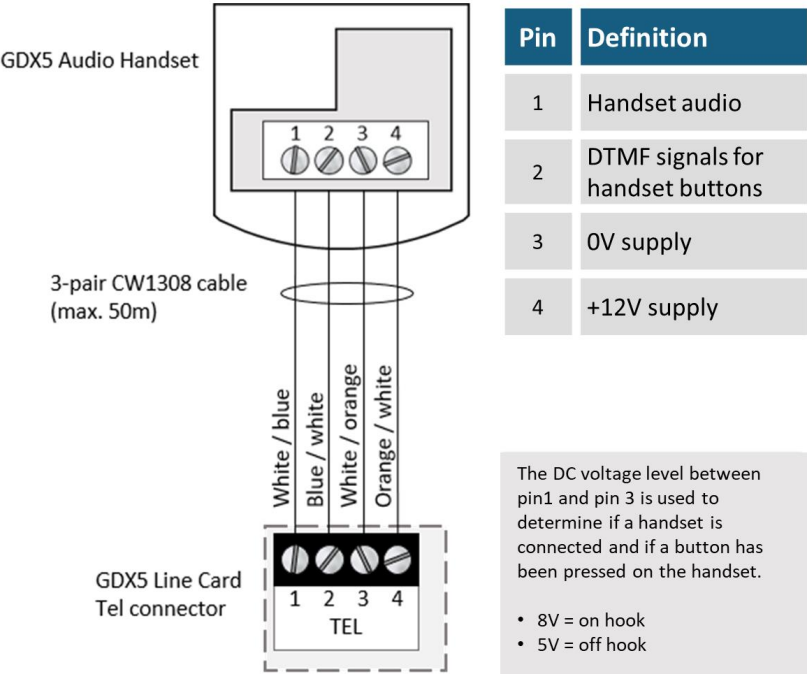 GDX5 Audio Handset
1 2 3 4
3-pair CW1308 cable
(max. 50m)
White / blue
Blue / white
White / orange
Orange / white
GDX5 Line Card
Tel connector
1 2 3 4
TEL
Pin Definition
1 Handset audio
2 DTMF signals for
handset buttons
3 0V supply
4 +12V supply
The DC voltage level between
pin1 and pin 3 is used to
determine if a handset is
connected and if a button has
been pressed on the handset.
• 8V = on hook
• 5V = off hook